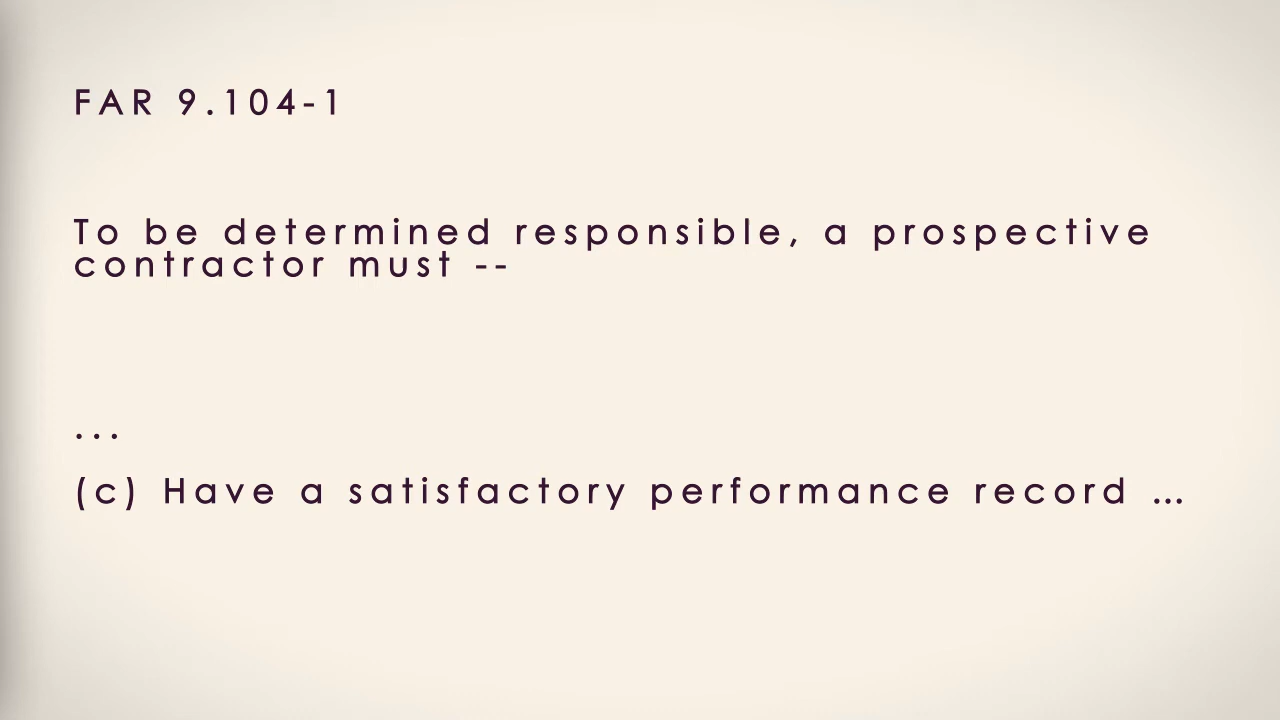 FAR 9.104-1
To be determined responsible, a prospective
contractor must --
...
(c) Have a satisfactory performance record ...